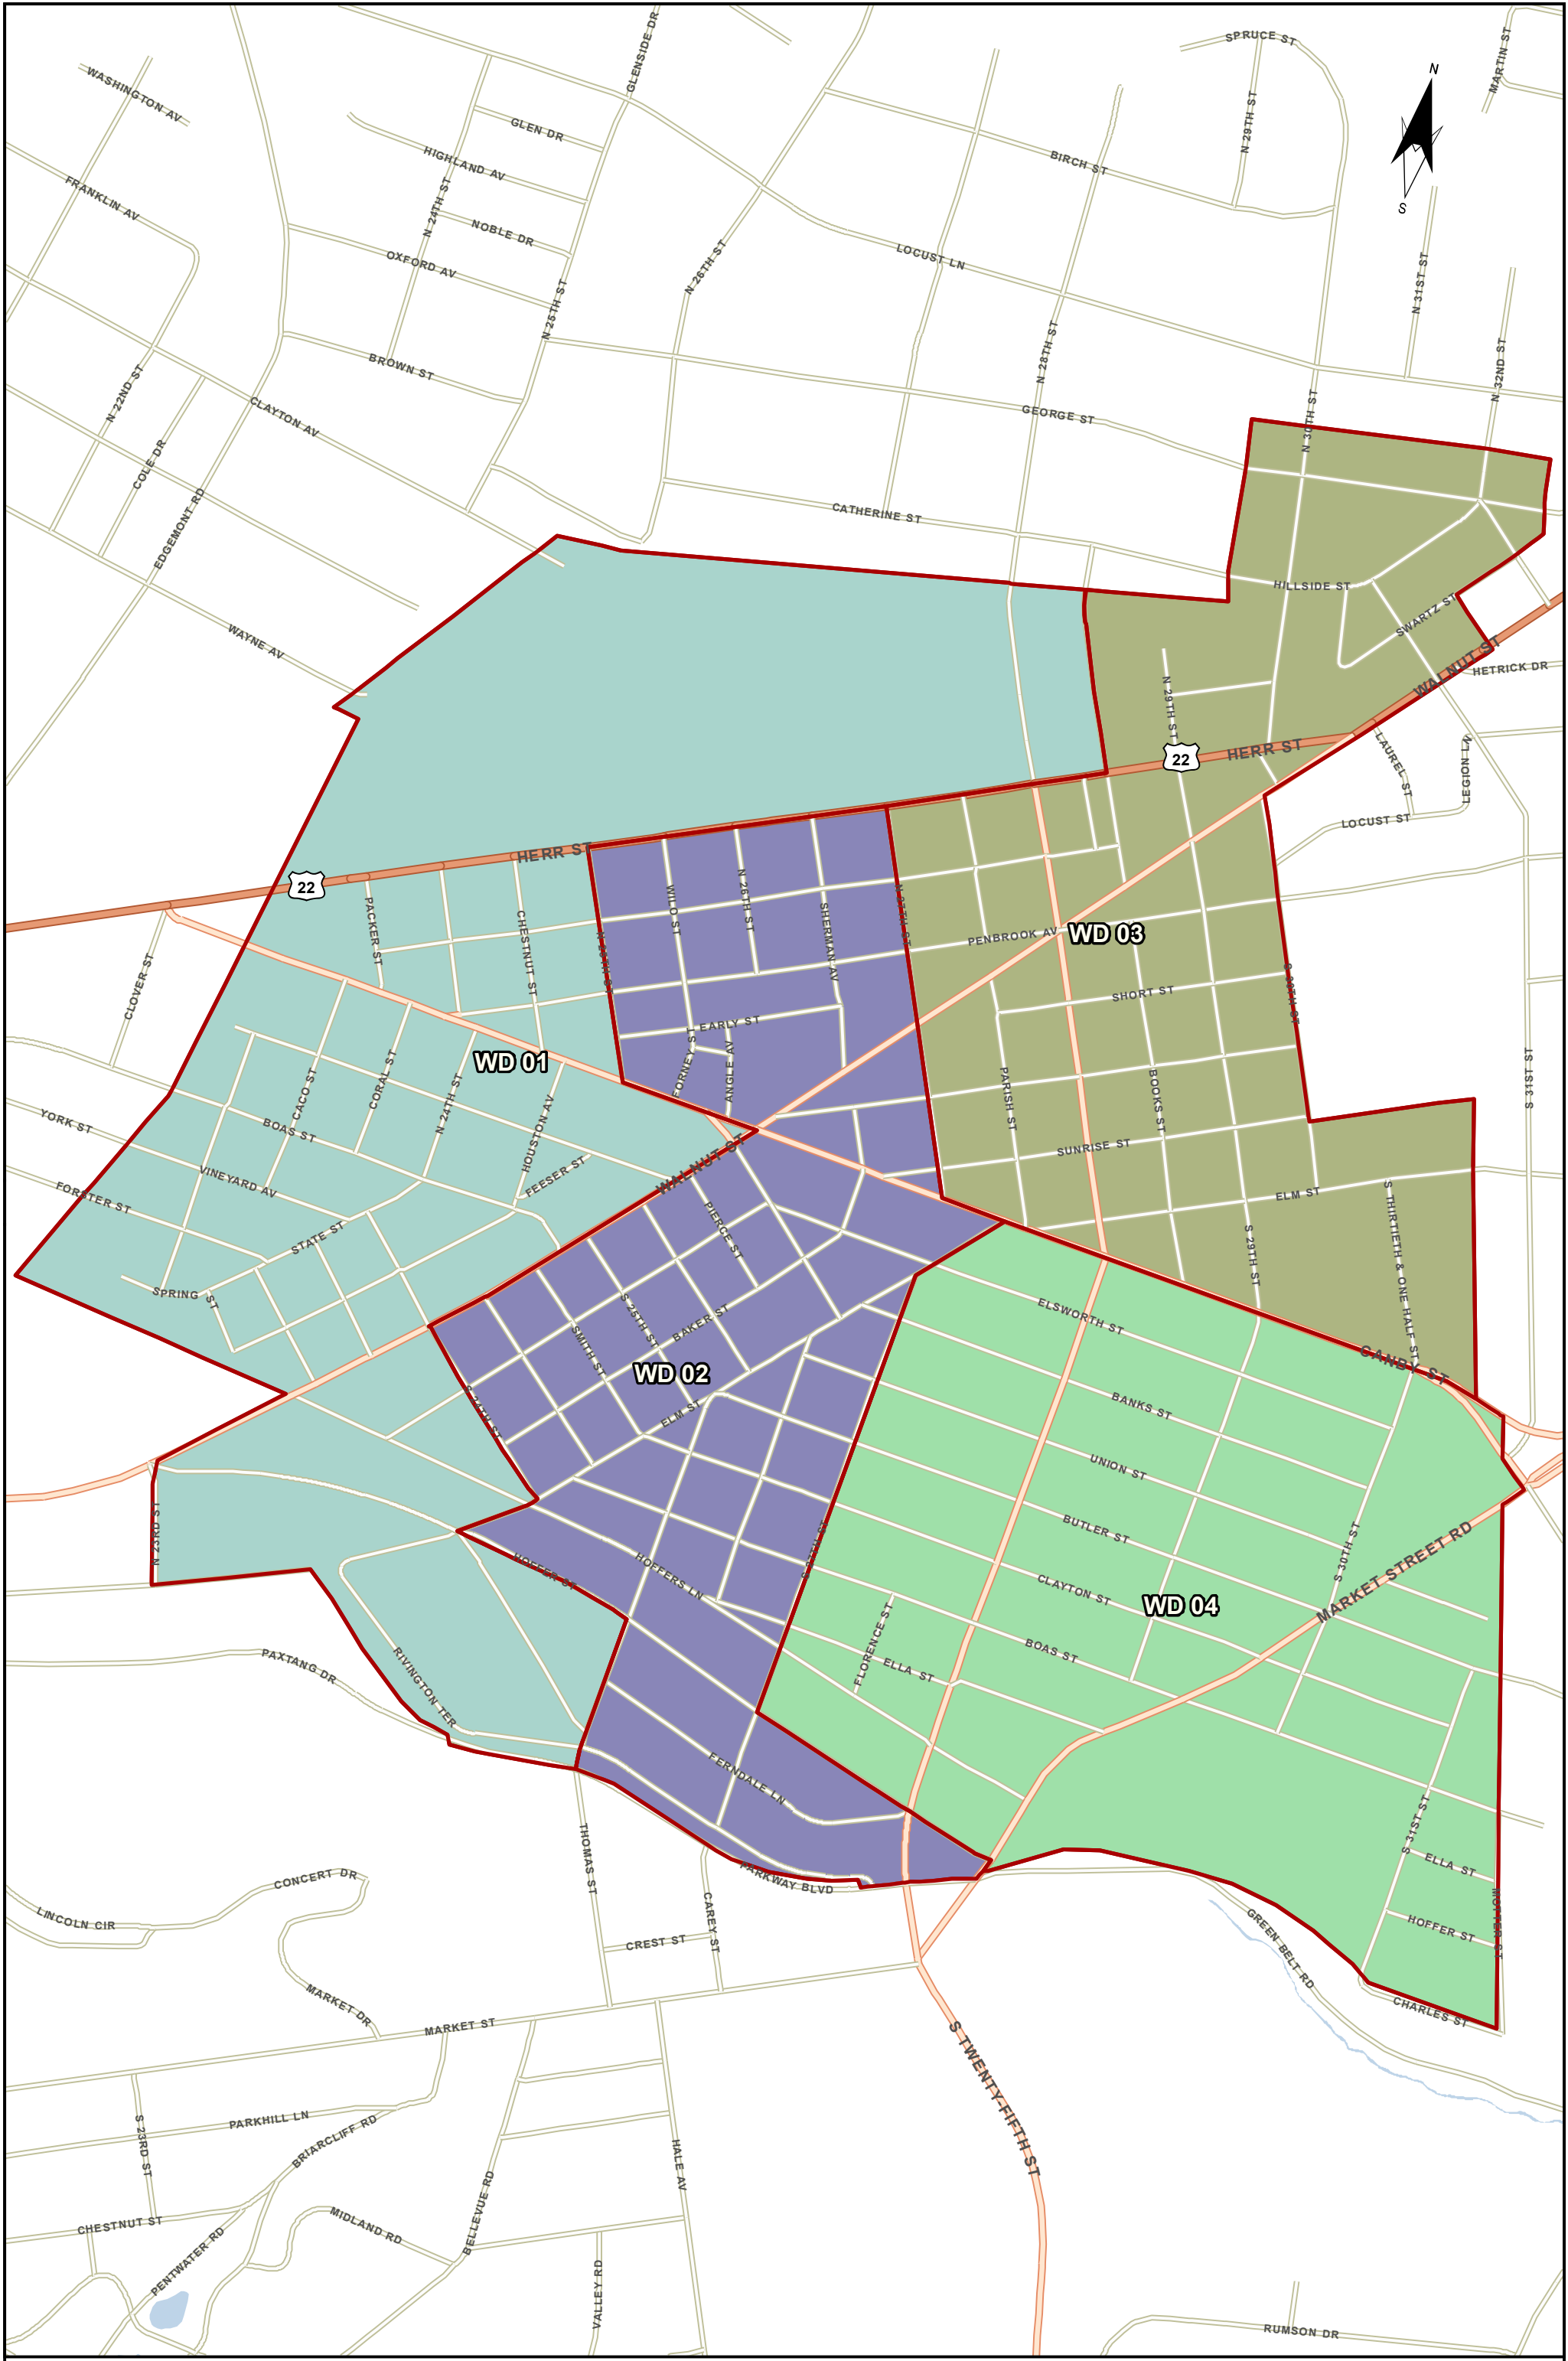 SPRUCE ST
MARTIN ST
GLENSIDE DR
N
WASHINGTON AV
GLEN DR
N 29TH ST
HIGHLAND AV
BIRCH ST
FRANKLIN AV
N 24TH ST
S
NOBLE DR
OXFORD AV
N 26TH ST
LOCUST LN
N 31ST ST
N 25TH ST
BROWN ST
N 28TH ST
N 32ND ST
N 22ND ST
CLAYTON AV
GEORGE ST
N 30TH ST
COLE DR
CATHERINE ST
EDGEMONT RD
HILLSIDE ST
SWARTZ ST
WAYNE AV
WALNUT ST
HETRICK DR
N 29TH ST
HERR ST
22
LAUREL ST
LEGION LN
LOCUST ST
HERR ST
22
PACKER ST
CHESTNUT ST
WILD ST
N 26TH ST
SHERMAN AV
N 27TH ST
PENBROOK AV
WD 03
CLOVER ST
SHORT ST
EARLY ST
WD 01
FORNEY ST
ANGLE AV
CACO ST
CORAL ST
N 24TH ST
HOUSTON AV
PARISH ST
BOOKS ST
S 31ST ST
YORK ST
BOAS ST
SUNRISE ST
WALNUT ST
FEESER ST
VINEYARD AV
FORSTER ST
ELM ST
STATE ST
PIERCE ST
S 29TH ST
S THIRTIETH & ONE HALF ST
SPRING ST
S 25TH ST
BAKER ST
ELSWORTH ST
SMITH ST
CANDY ST
WD 02
S 24TH ST
ELM ST
BANKS ST
UNION ST
N 23RD ST
BUTLER ST
S 30TH ST
MARKET STREET RD
HOFFER ST
HOFFERS LN
S 27TH ST
CLAYTON ST
WD 04
FLORENCE ST
BOAS ST
PAXTANG DR
RIVINGTON TER
ELLA ST
FERNDALE LN
S 31ST ST
THOMAS ST
ELLA ST
PARKWAY BLVD
CONCERT DR
LINCOLN CIR
CAREY ST
CREST ST
GREEN BELT RD
HOFFER ST
MARKET DR
MARKET ST
CHARLES ST
S TWENTY-FIFTH ST
S 23RD ST
PARKHILL LN
BRIARCLIFF RD
HALE AV
CHESTNUT ST
PENTWATER RD
MIDLAND RD
BELLEVUE RD
VALLEY RD
RUMSON DR